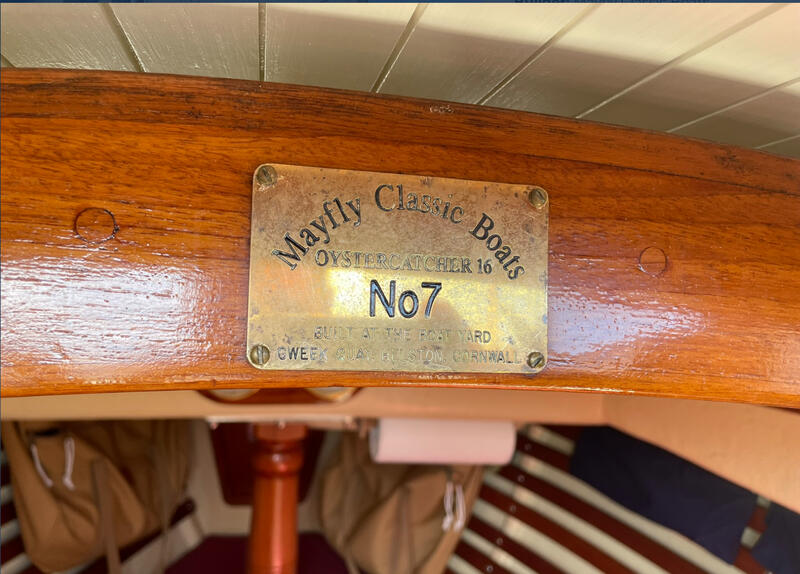 Mayfly Classic Boats
OYSTERCATCHER 16
No7
BUILT AT THE BOAT YARD
GWEEK QUAY HELSTON, CORNWALL